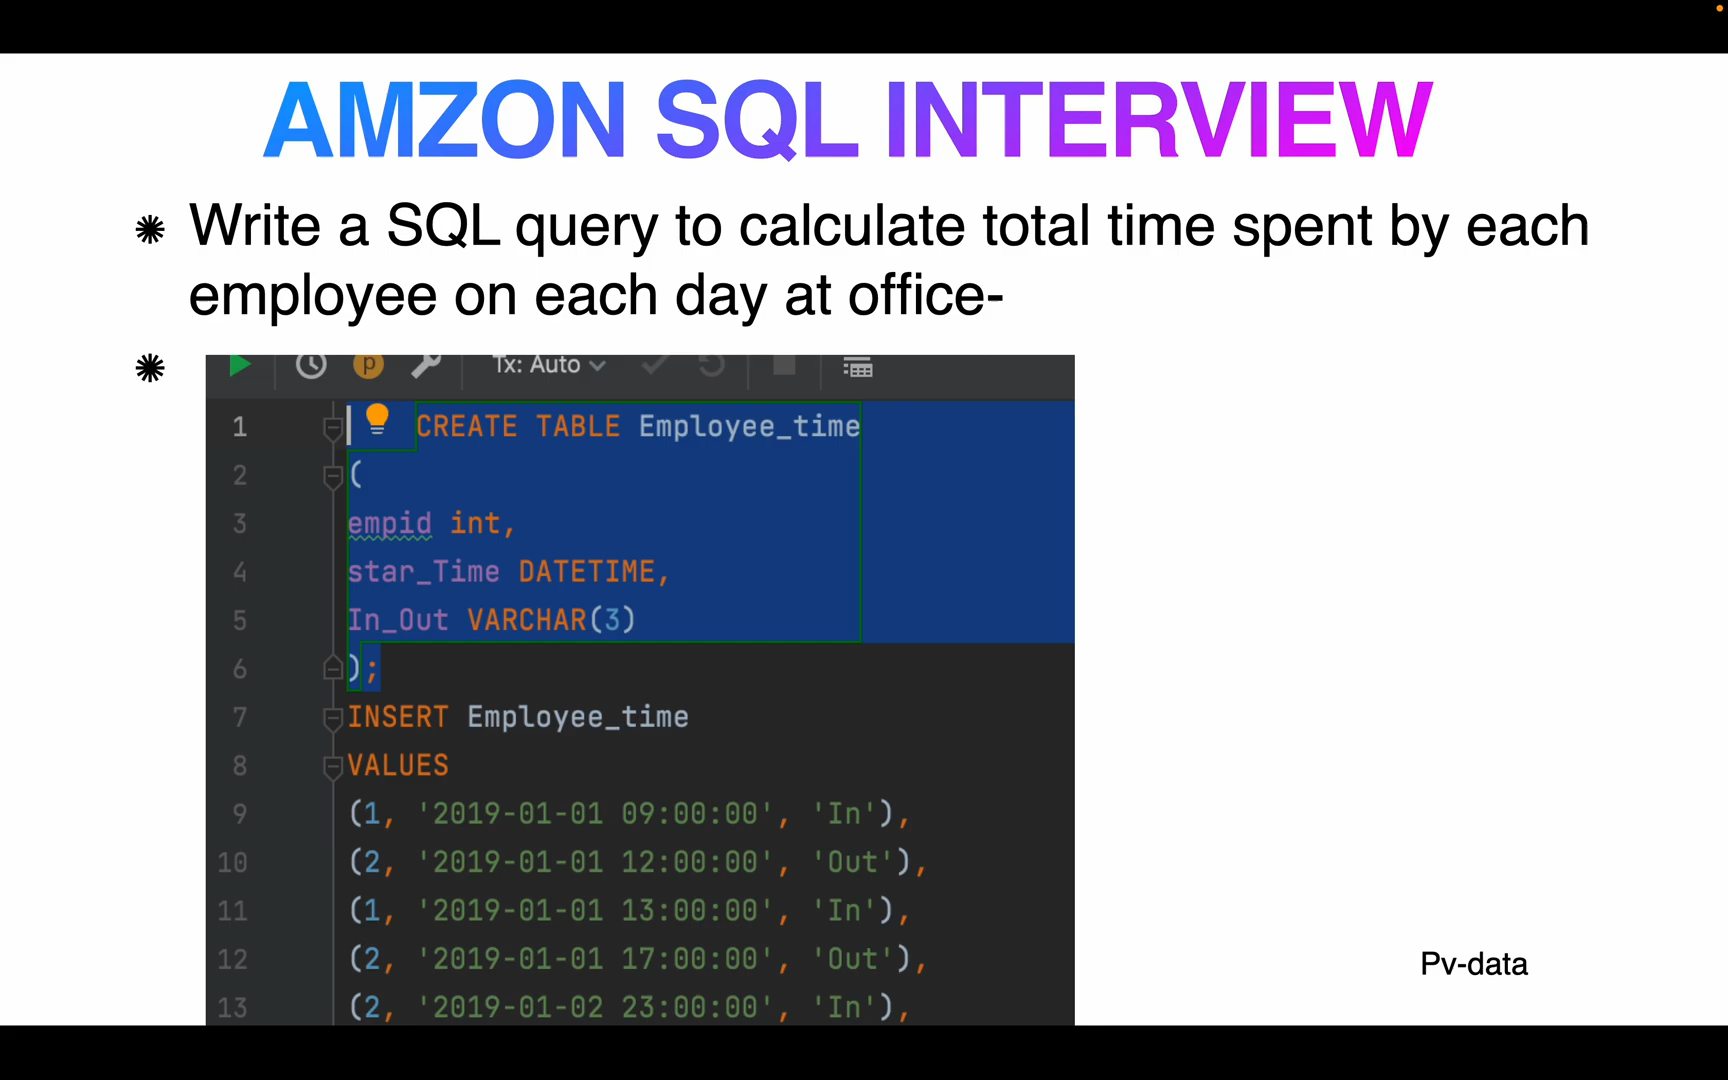 AMZON SQL INTERVIEW
Write a SQL query to calculate total time spent by each
employee on each day at office-
p Tx: Auto
1 CREATE TABLE Employee_time
2 (
3 empid int,
4 star_Time DATETIME,
5 In_Out VARCHAR(3)
6 );
7 INSERT Employee_time
8 VALUES
9 (1, '2019-01-01 09:00:00', 'In'),
10 (2, '2019-01-01 12:00:00', 'Out'),
11 (1, '2019-01-01 13:00:00', 'In'),
12 (2, '2019-01-01 17:00:00', 'Out'),
13 (2, '2019-01-02 23:00:00', 'In'),
Pv-data